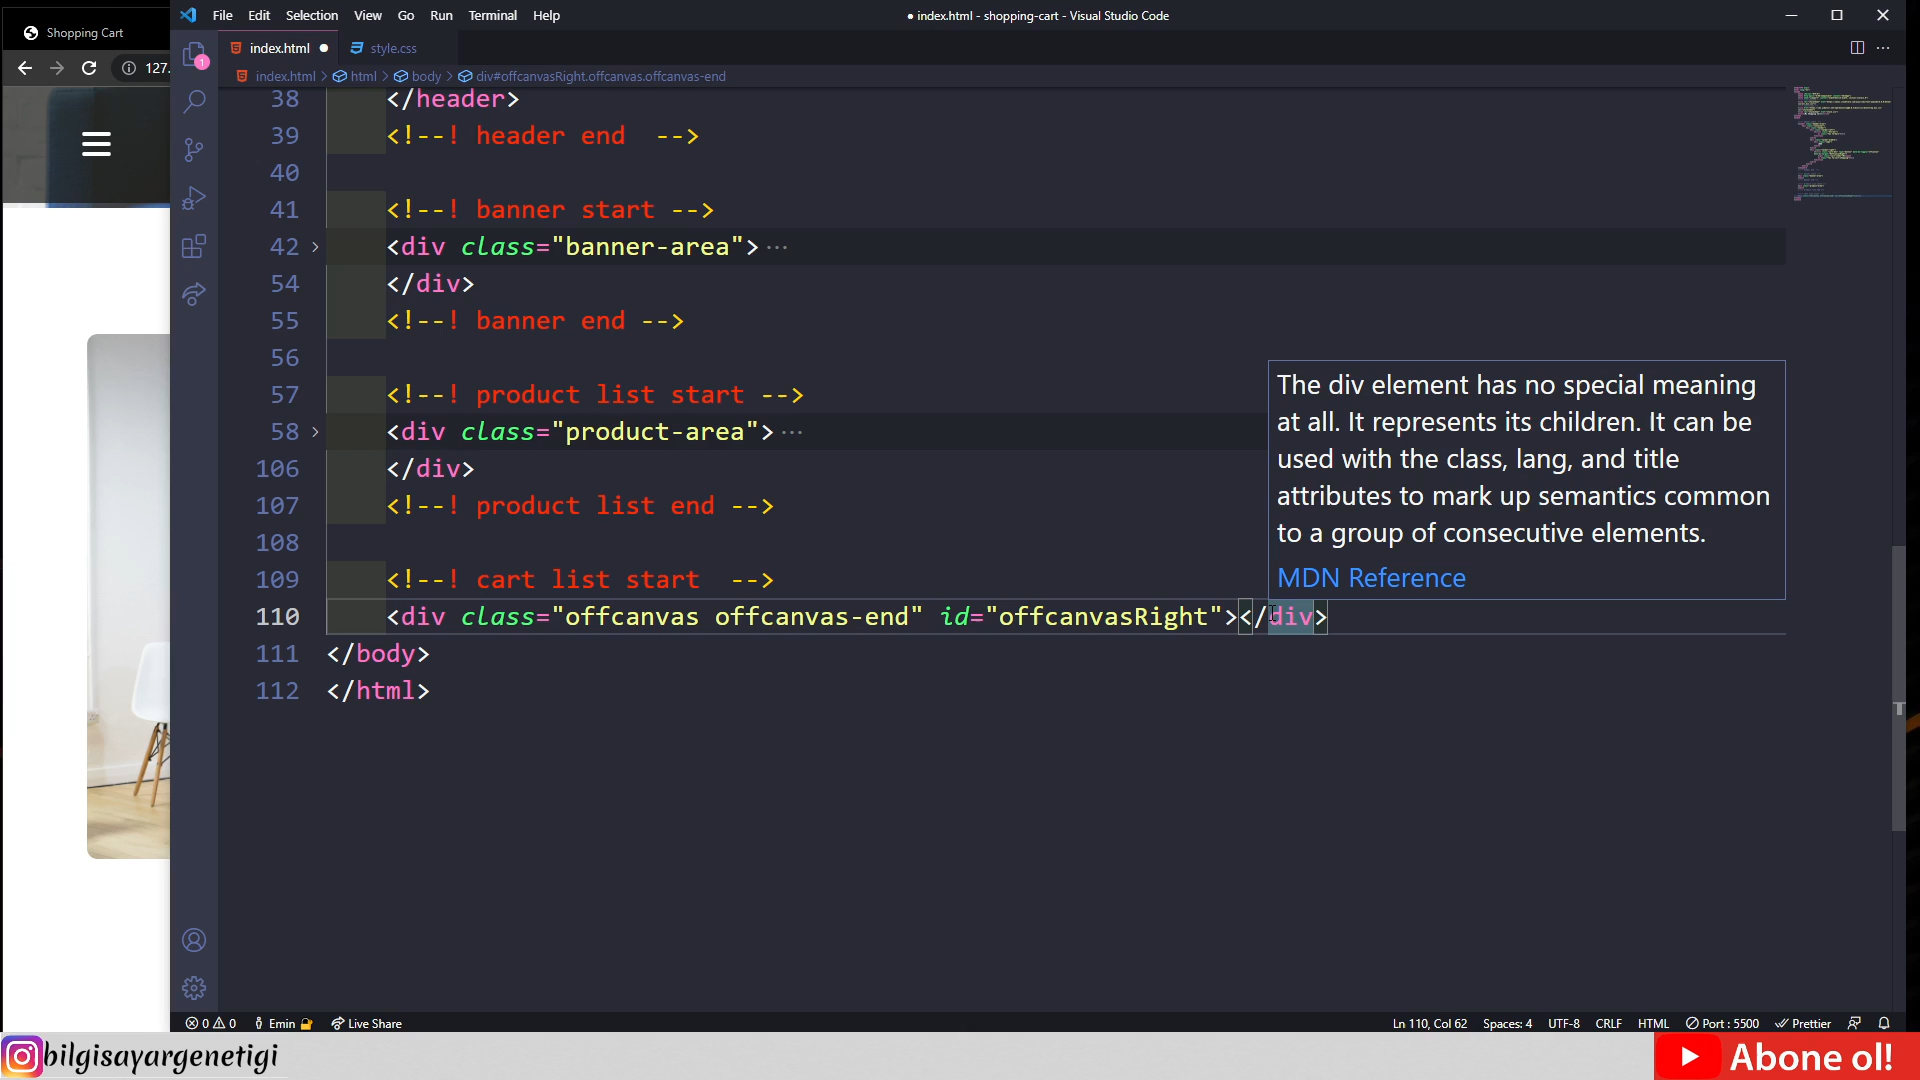 Shopping Cart
127.
File Edit Selection View Go Run Terminal Help
● index.html - shopping-cart - Visual Studio Code
index.html ● style.css
index.html > html > body > div#offcanvasRight.offcanvas.offcanvas-end
1
38 </header>
39 <!--! header end  -->
40
41 <!--! banner start -->
42 <div class="banner-area">···
54 </div>
55 <!--! banner end -->
56
57 <!--! product list start -->
58 <div class="product-area">···
106 </div>
107 <!--! product list end -->
108
109 <!--! cart list start  -->
110 <div class="offcanvas offcanvas-end" id="offcanvasRight"></div>
111 </body>
112 </html>
The div element has no special meaning
at all. It represents its children. It can be
used with the class, lang, and title
attributes to mark up semantics common
to a group of consecutive elements.
MDN Reference
0 0 Emin Live Share
Ln 110, Col 62 Spaces: 4 UTF-8 CRLF HTML Port : 5500 Prettier
bilgisayargenetigi
Abone ol!